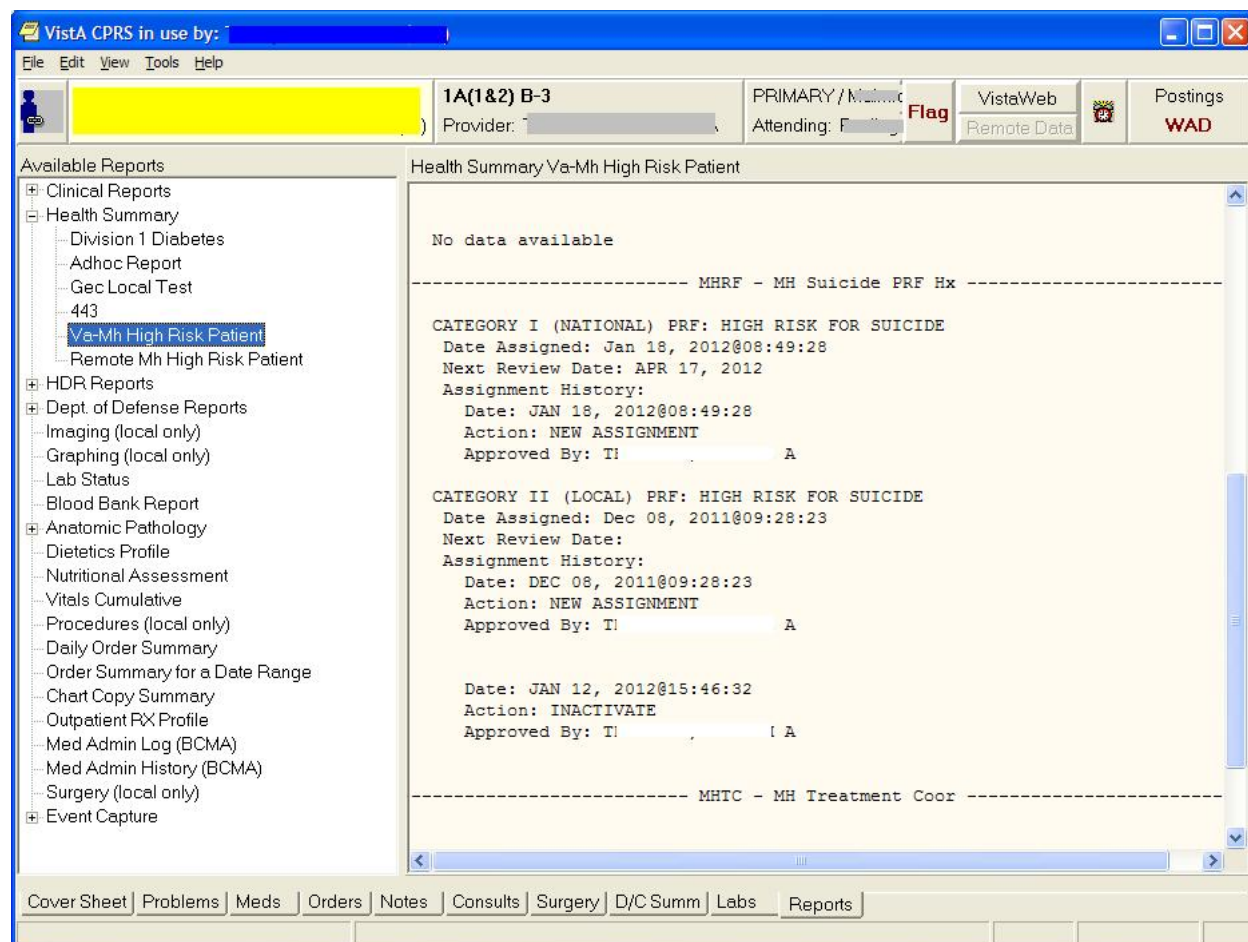 VistA CPRS in use by:
File Edit View Tools Help
1A(1&2) B-3
Provider:
PRIMARY /
Attending:
Flag
VistaWeb
Remote Data
Postings
WAD
Available Reports
Clinical Reports
Health Summary
Division 1 Diabetes
Adhoc Report
Gec Local Test
443
Va-Mh High Risk Patient
Remote Mh High Risk Patient
HDR Reports
Dept. of Defense Reports
Imaging (local only)
Graphing (local only)
Lab Status
Blood Bank Report
Anatomic Pathology
Dietetics Profile
Nutritional Assessment
Vitals Cumulative
Procedures (local only)
Daily Order Summary
Order Summary for a Date Range
Chart Copy Summary
Outpatient RX Profile
Med Admin Log (BCMA)
Med Admin History (BCMA)
Surgery (local only)
Event Capture
Health Summary Va-Mh High Risk Patient
No data available
-------------------------- MHRF - MH Suicide PRF Hx ------------------------
CATEGORY I (NATIONAL) PRF: HIGH RISK FOR SUICIDE
Date Assigned: Jan 18, 2012@08:49:28
Next Review Date: APR 17, 2012
Assignment History:
Date: JAN 18, 2012@08:49:28
Action: NEW ASSIGNMENT
Approved By: A
CATEGORY II (LOCAL) PRF: HIGH RISK FOR SUICIDE
Date Assigned: Dec 08, 2011@09:28:23
Next Review Date:
Assignment History:
Date: DEC 08, 2011@09:28:23
Action: NEW ASSIGNMENT
Approved By: A
Date: JAN 12, 2012@15:46:32
Action: INACTIVATE
Approved By: A
-------------------------- MHTC - MH Treatment Coor ------------------------
Cover Sheet Problems Meds Orders Notes Consults Surgery D/C Summ Labs Reports